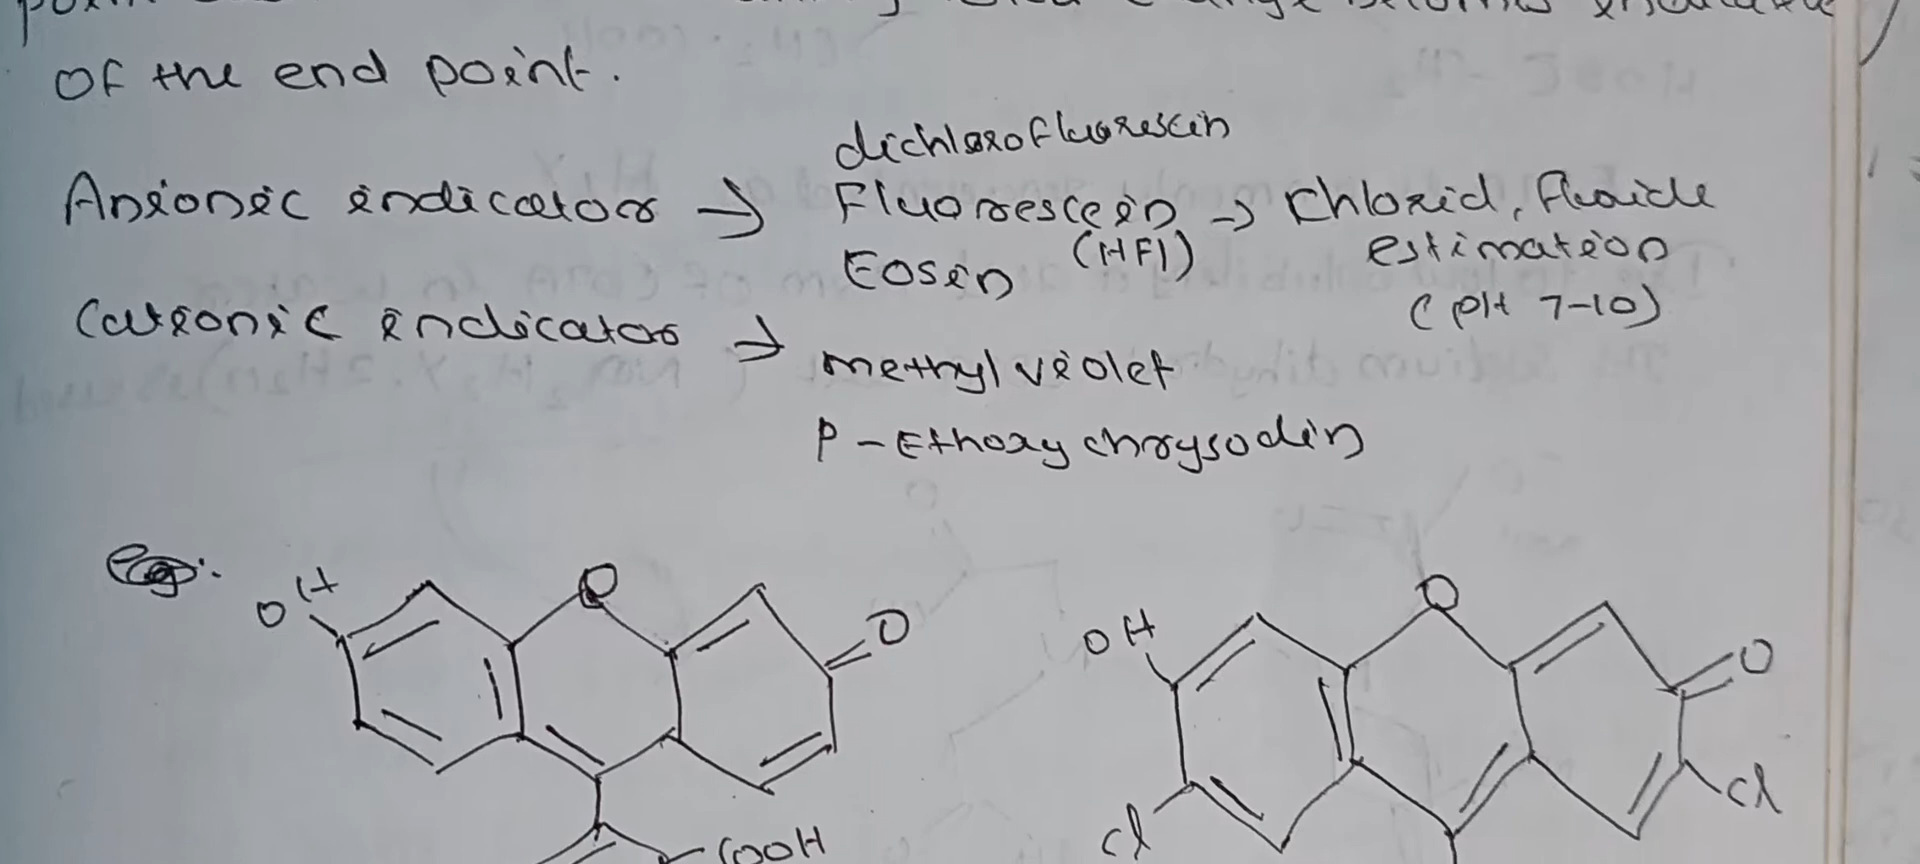 of the end point.
dichlorofluorescein
Anionic indicator → Fluorescein → Chlorid, Fluoride
Eosin (HFl) estimation
(pH 7-10)
Cationic indicator → methyl violet
P - Ethoxy chrysodin
eg:
OH O O
OH O O
Cl Cl
COOH